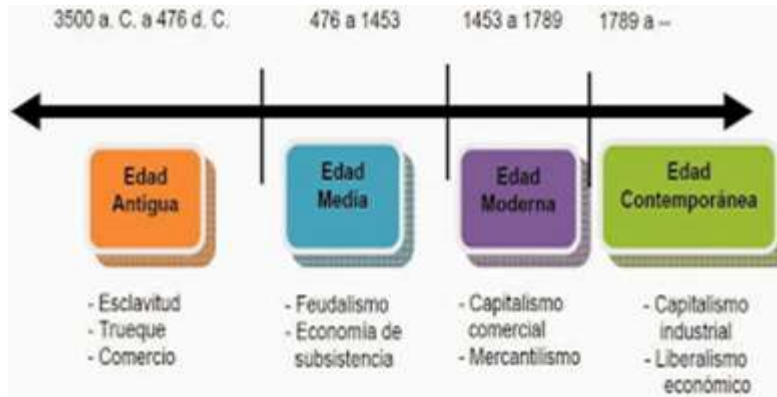 3500 a. C. a 476 d. C.
476 a 1453
1453 a 1789
1789 a --
Edad
Antigua
Edad
Media
Edad
Moderna
Edad
Contemporánea
- Esclavitud
- Trueque
- Comercio
- Feudalismo
- Economía de
subsistencia
- Capitalismo
comercial
- Mercantilismo
- Capitalismo
industrial
- Liberalismo
económico